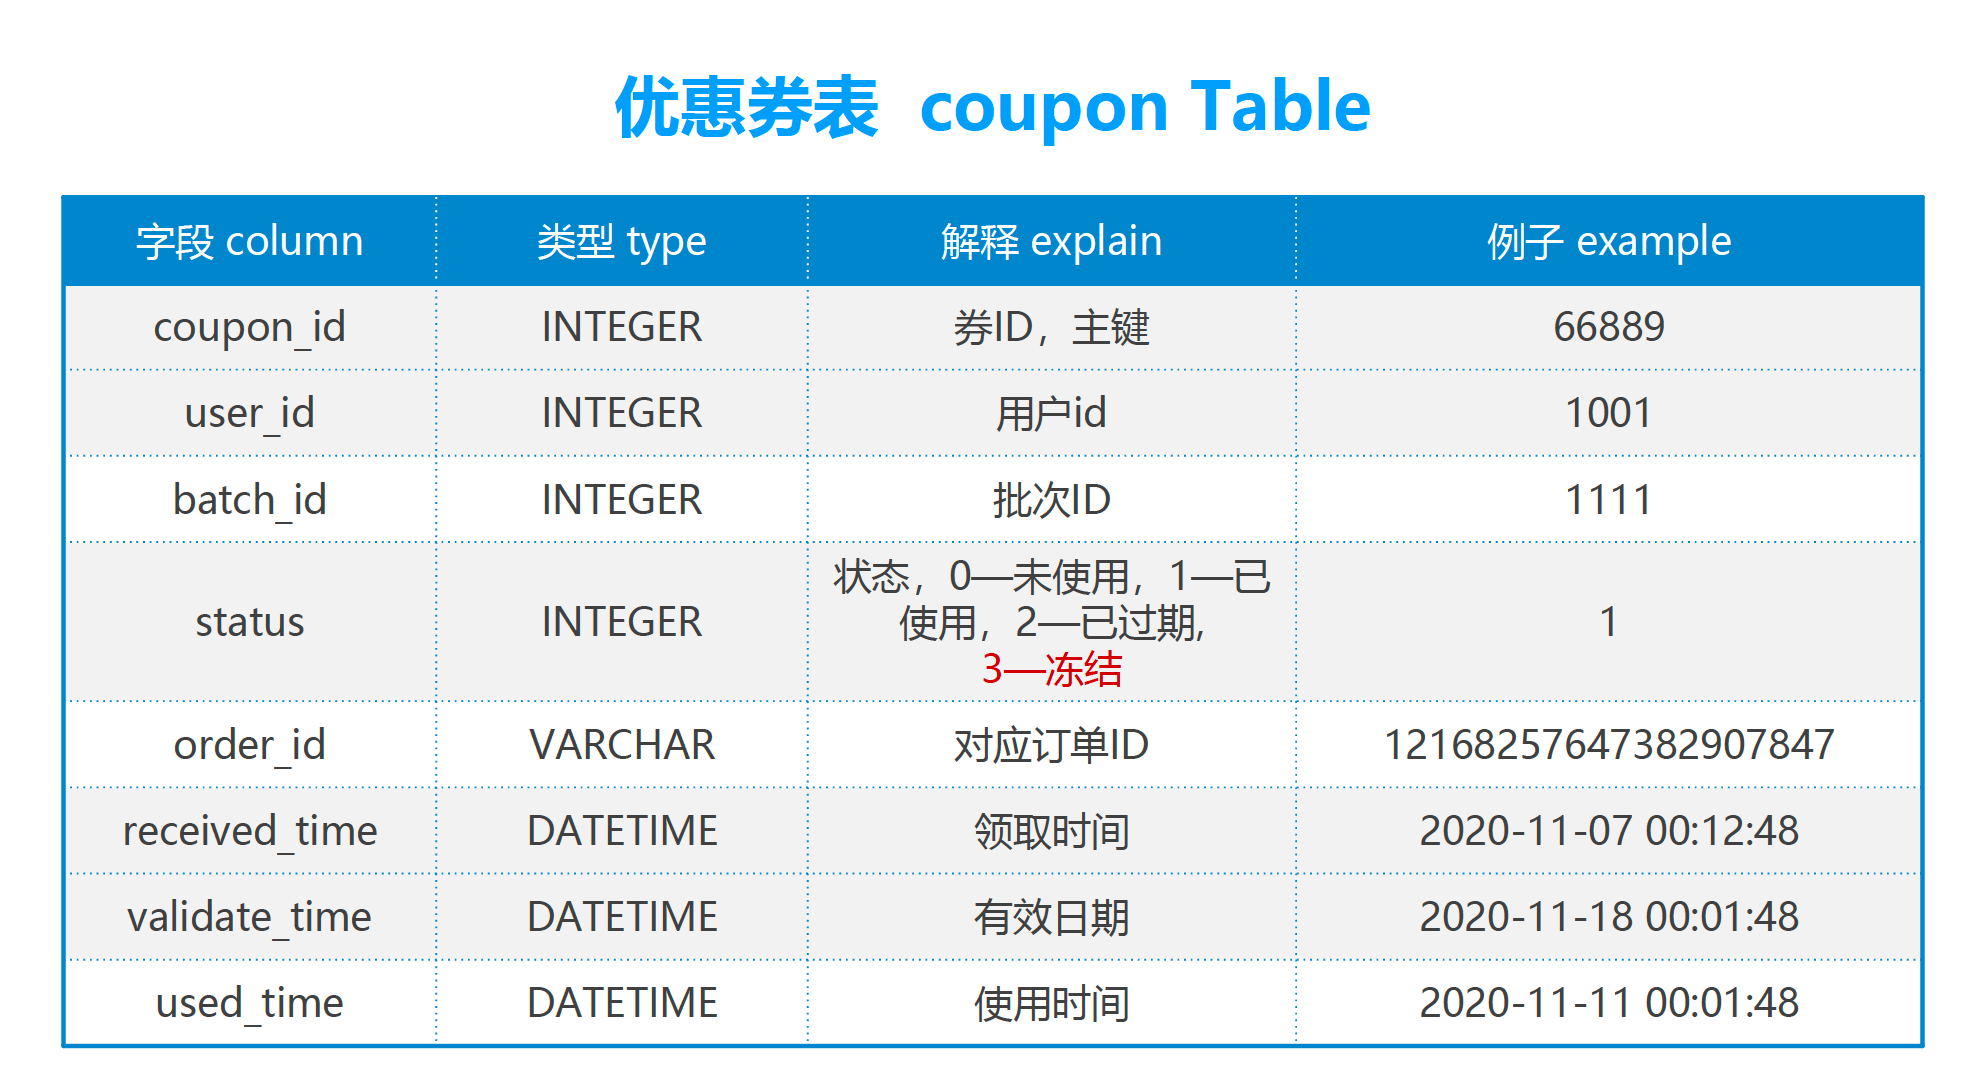 优惠券表 coupon Table
字段 column 类型 type 解释 explain 例子 example
coupon_id INTEGER 券ID，主键 66889
user_id INTEGER 用户id 1001
batch_id INTEGER 批次ID 1111
status INTEGER 状态，0—未使用，1—已
使用，2—已过期,
3—冻结 1
order_id VARCHAR 对应订单ID 12168257647382907847
received_time DATETIME 领取时间 2020-11-07 00:12:48
validate_time DATETIME 有效日期 2020-11-18 00:01:48
used_time DATETIME 使用时间 2020-11-11 00:01:48